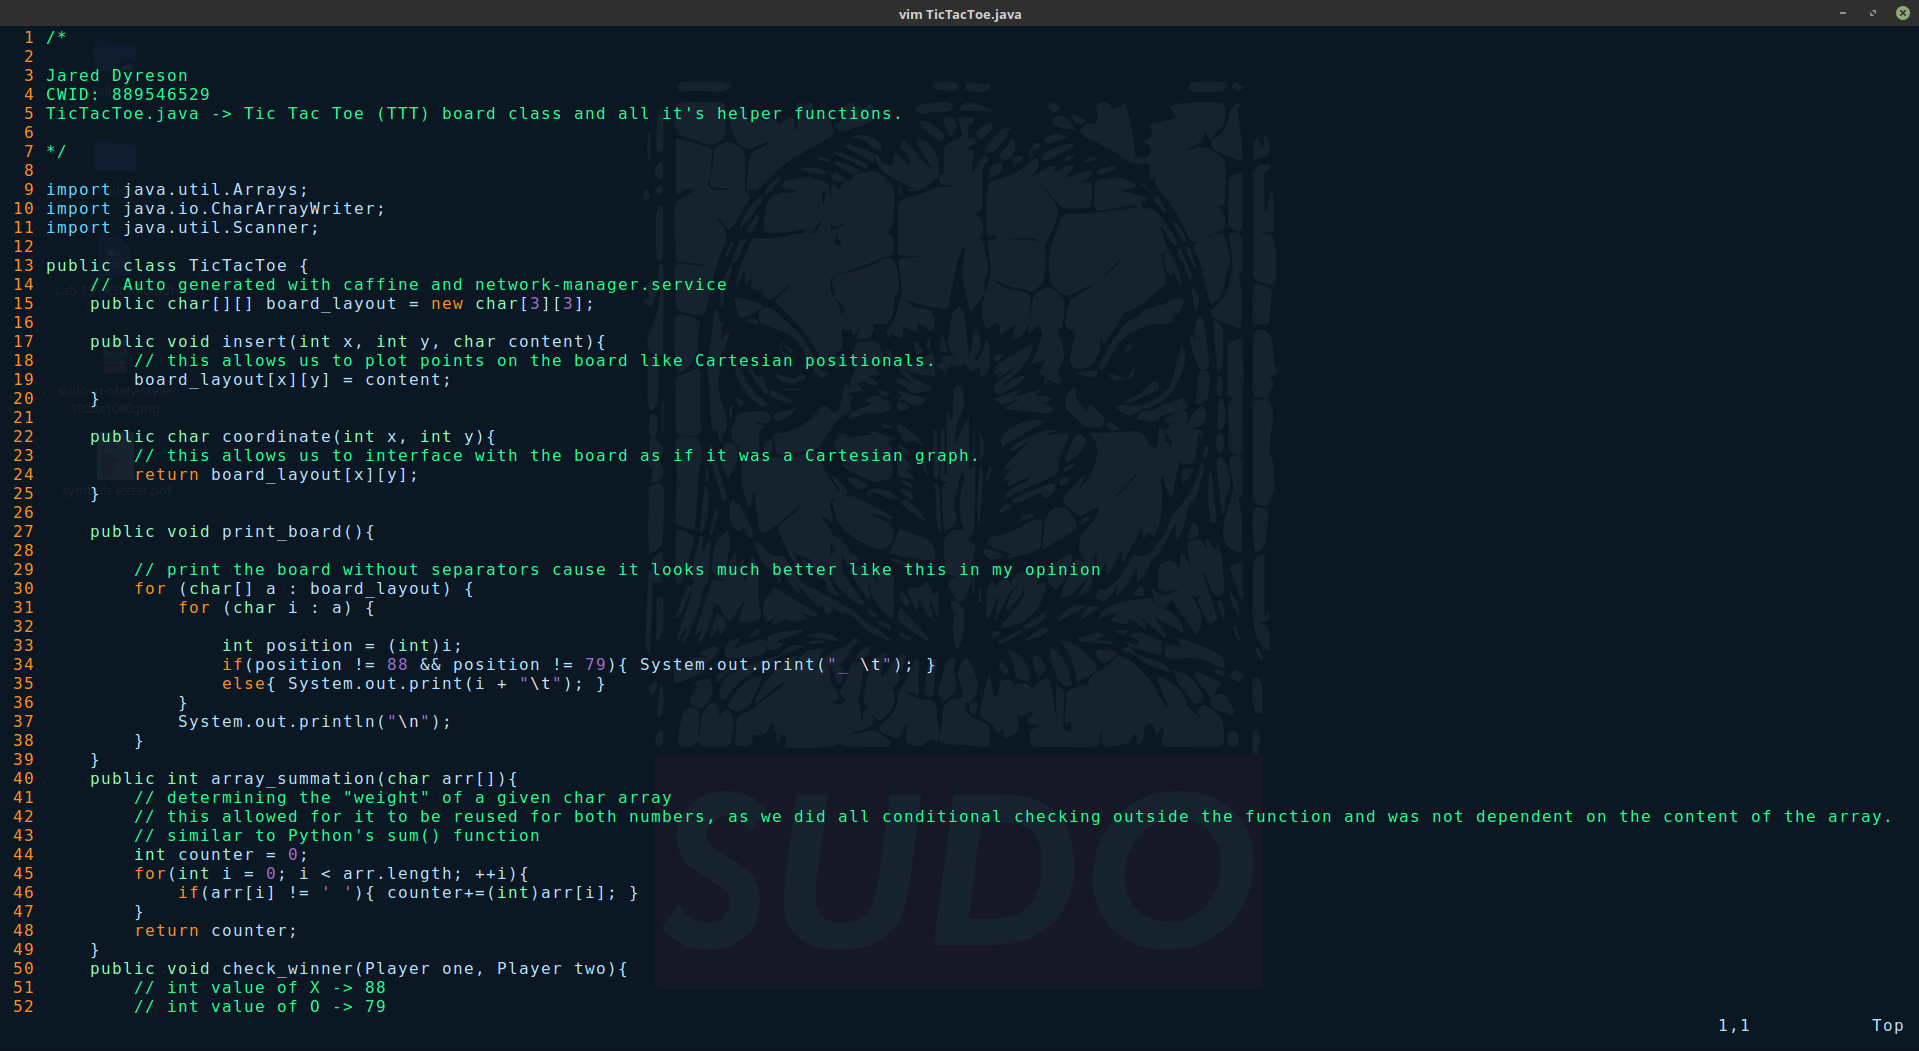 vim TicTacToe.java
1 /*
2
3 Jared Dyreson
4 CWID: 889546529
5 TicTacToe.java -> Tic Tac Toe (TTT) board class and all it's helper functions.
6
7 */
8
9 import java.util.Arrays;
10 import java.io.CharArrayWriter;
11 import java.util.Scanner;
12
13 public class TicTacToe {
14     // Auto generated with caffine and network-manager.service
15     public char[][] board_layout = new char[3][3];
16
17     public void insert(int x, int y, char content){
18         // this allows us to plot points on the board like Cartesian positionals.
19         board_layout[x][y] = content;
20     }
21
22     public char coordinate(int x, int y){
23         // this allows us to interface with the board as if it was a Cartesian graph.
24         return board_layout[x][y];
25     }
26
27     public void print_board(){
28
29         // print the board without separators cause it looks much better like this in my opinion
30         for (char[] a : board_layout) {
31             for (char i : a) {
32
33                 int position = (int)i;
34                 if(position != 88 && position != 79){ System.out.print("_ \t"); }
35                 else{ System.out.print(i + "\t"); }
36             }
37             System.out.println("\n");
38         }
39     }
40     public int array_summation(char arr[]){
41         // determining the "weight" of a given char array
42         // this allowed for it to be reused for both numbers, as we did all conditional checking outside the function and was not dependent on the content of the array.
43         // similar to Python's sum() function
44         int counter = 0;
45         for(int i = 0; i < arr.length; ++i){
46             if(arr[i] != ' '){ counter+=(int)arr[i]; }
47         }
48         return counter;
49     }
50     public void check_winner(Player one, Player two){
51         // int value of X -> 88
52         // int value of O -> 79
1,1 Top
sudo-in-obey-style-
1920x1080.png
symbols-letter.pdf
SUDO